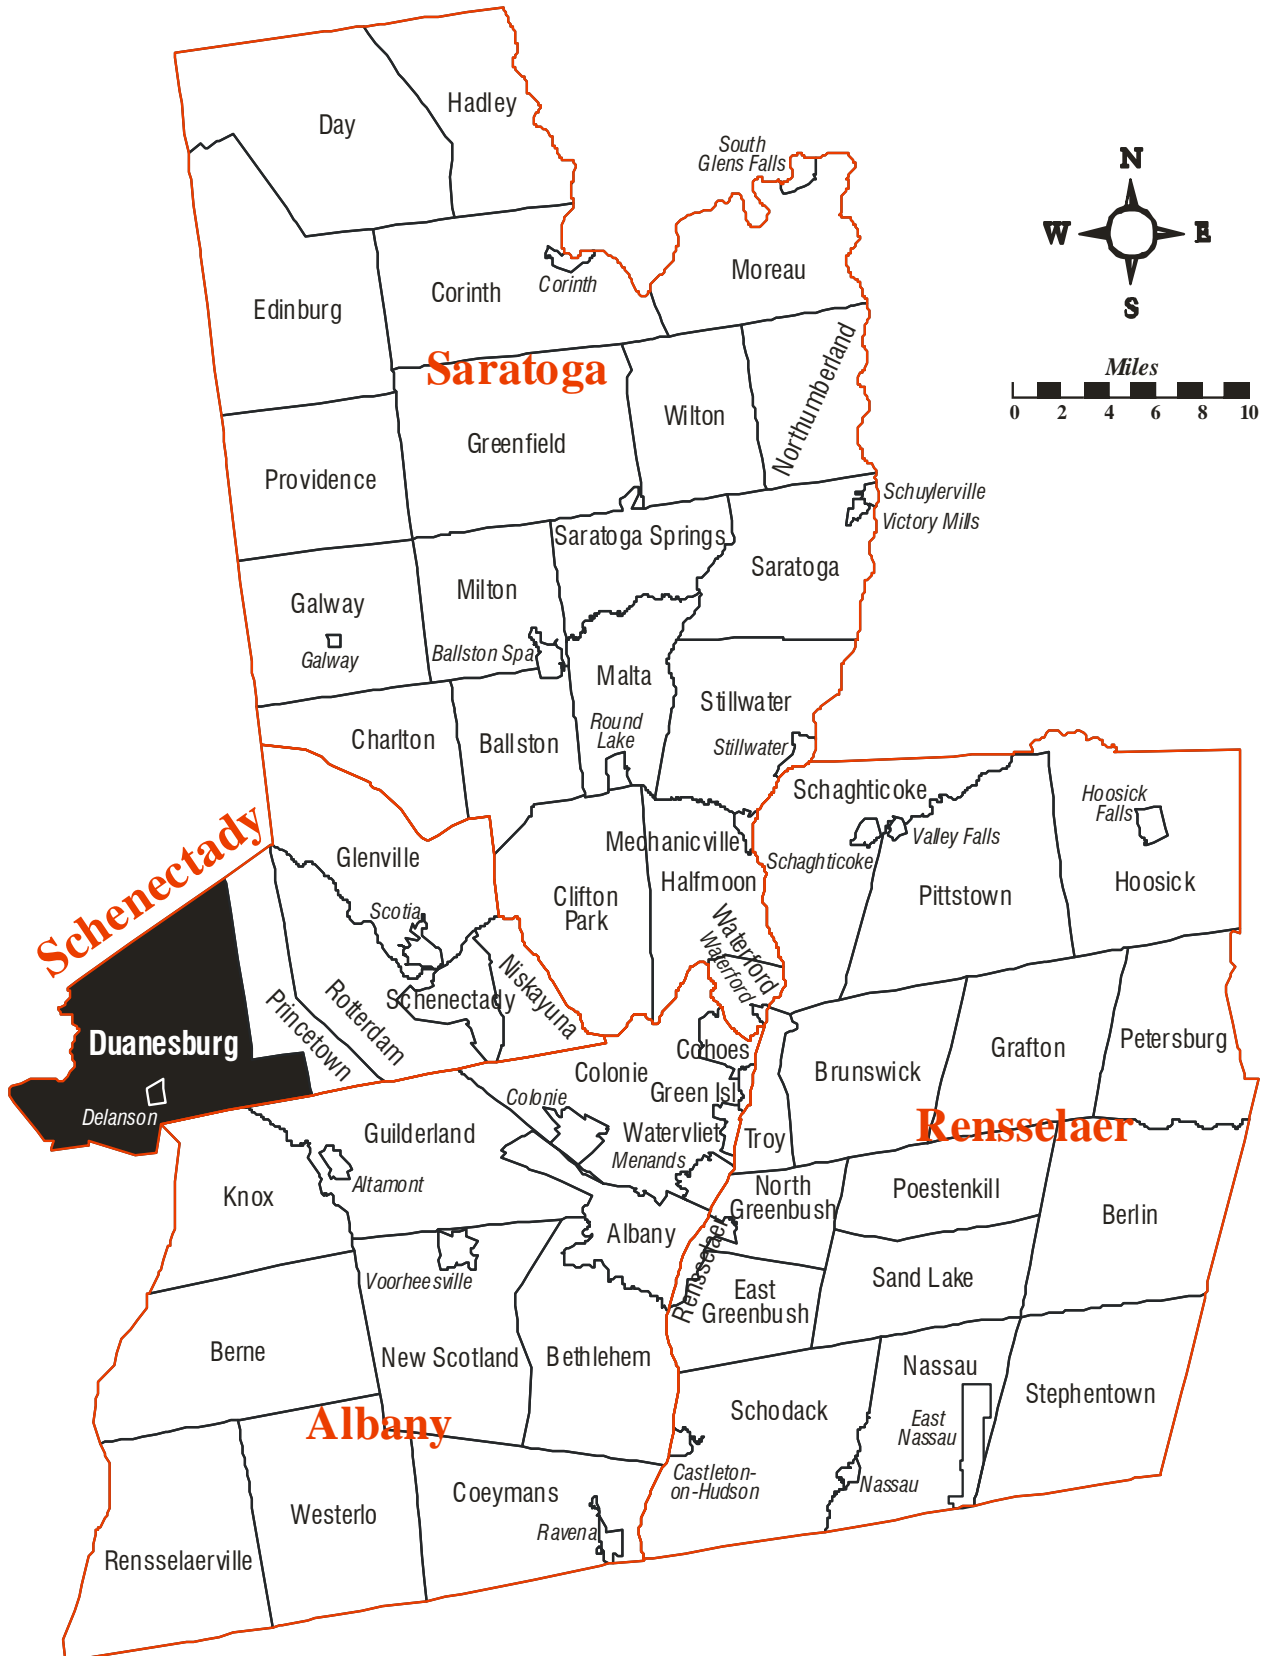 Hadley
Day
South
Glens Falls
N
W
E
S
Moreau
Corinth
Corinth
Edinburg
Northumberland
Miles
0 2 4 6 8 10
Saratoga
Wilton
Greenfield
Providence
Schuylerville
Victory Mills
Saratoga Springs
Saratoga
Milton
Galway
Galway
Ballston Spa
Malta
Stillwater
Round
Lake
Stillwater
Charlton
Ballston
Schaghticoke
Hoosick
Falls
Mechanicville
Valley Falls
Schaghticoke
Schenectady
Glenville
Halfmoon
Hoosick
Pittstown
Clifton
Park
Scotia
Waterford
Waterford
Niskayuna
Schenectady
Rotterdam
Princetown
Duanesburg
Delanson
Cohoes
Colonie
Green Isl.
Colonie
Brunswick
Grafton
Petersburg
Rensselaer
Guilderland
Watervliet
Troy
Menands
Altamont
Knox
North
Greenbush
Poestenkill
Berlin
Albany
Rensselaer
Voorheesville
Sand Lake
East
Greenbush
Berne
New Scotland
Bethlehem
Nassau
Stephentown
Albany
Schodack
East
Nassau
Castleton-
on-Hudson
Nassau
Coeymans
Westerlo
Ravena
Rensselaerville